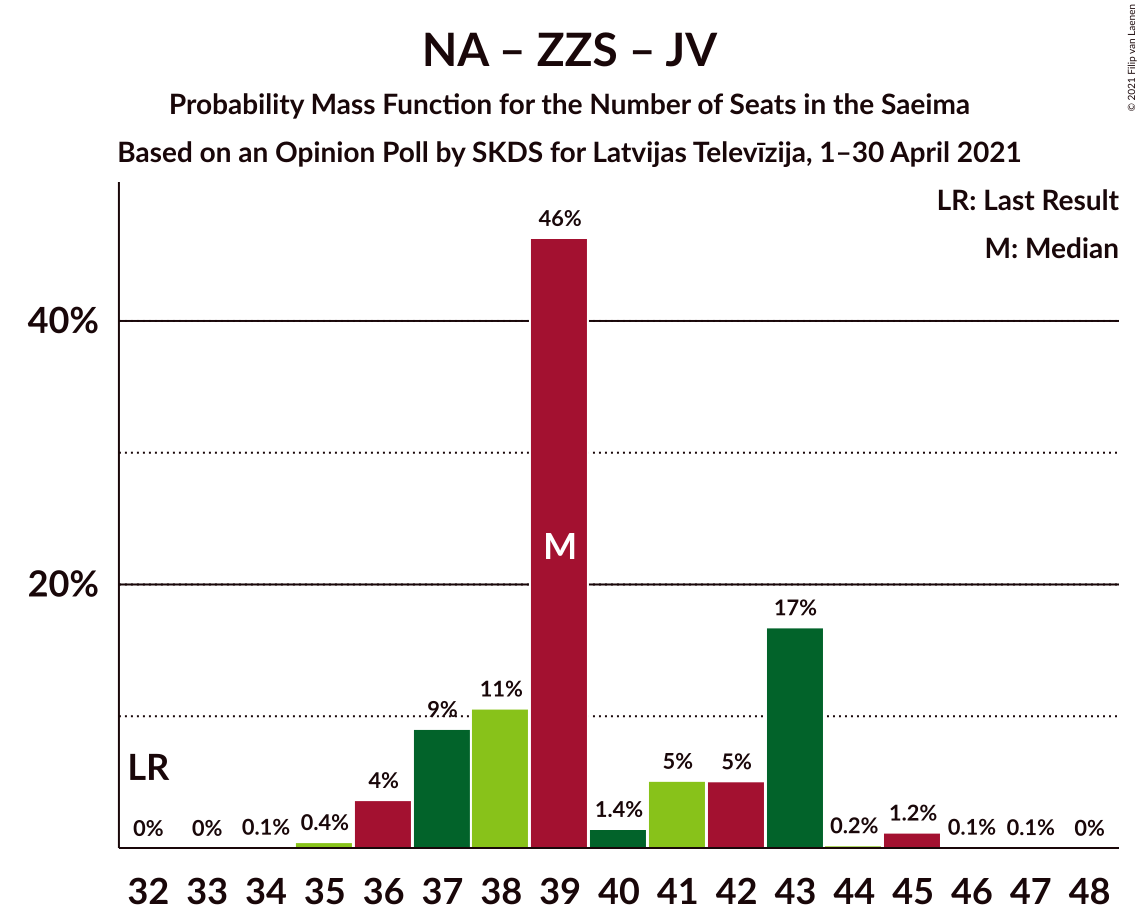 NA – ZZS – JV
Probability Mass Function for the Number of Seats in the Saeima
Based on an Opinion Poll by SKDS for Latvijas Televīzija, 1–30 April 2021
© 2021 Filip van Laenen
LR: Last Result
M: Median
40%
20%
46%
M
17%
11%
9%
LR
5%
5%
4%
1.4%
1.2%
0%
0%
0.1%
0.4%
0.2%
0.1%
0.1%
0%
32 33 34 35 36 37 38 39 40 41 42 43 44 45 46 47 48